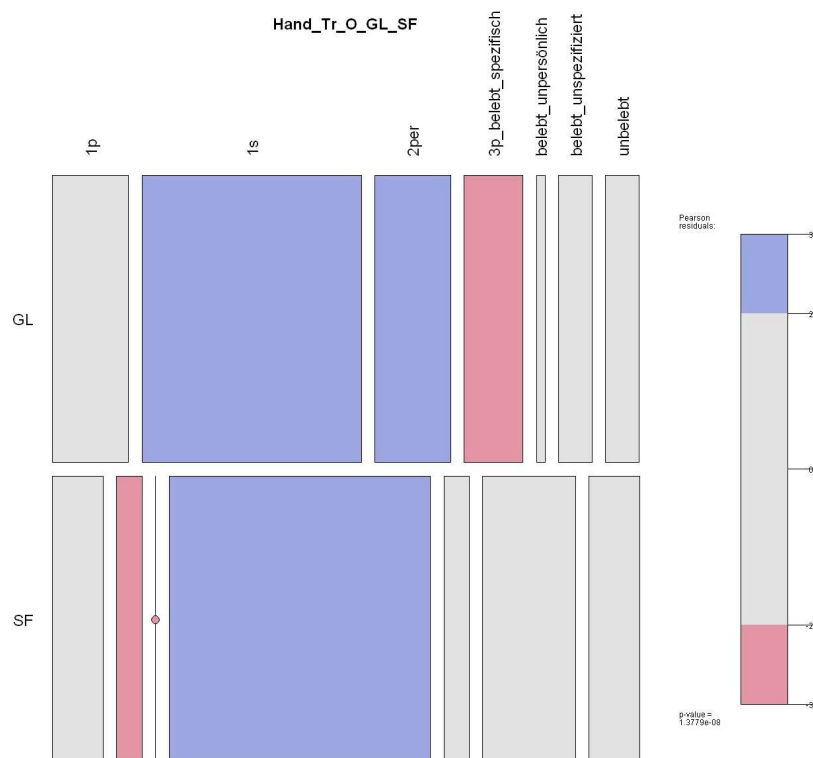 Hand_Tr_O_GL_SF
1p
1s
2per
3p_belebt_spezifisch
belebt_unpersönlich
belebt_unspezifiziert
unbelebt
GL
SF
Pearson
residuals:
3
2
0
-2
-3
p-value =
1.3779e-08